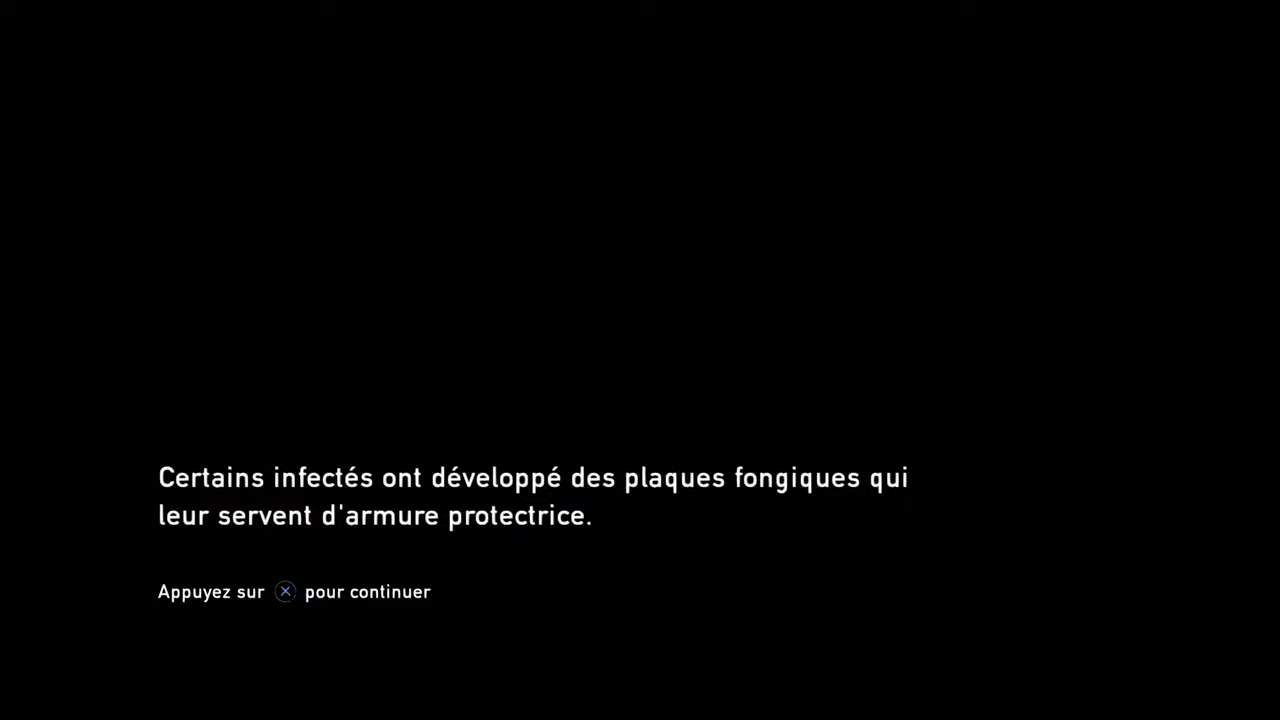 Certains infectés ont développé des plaques fongiques qui
leur servent d'armure protectrice.
Appuyez sur ⓧ pour continuer